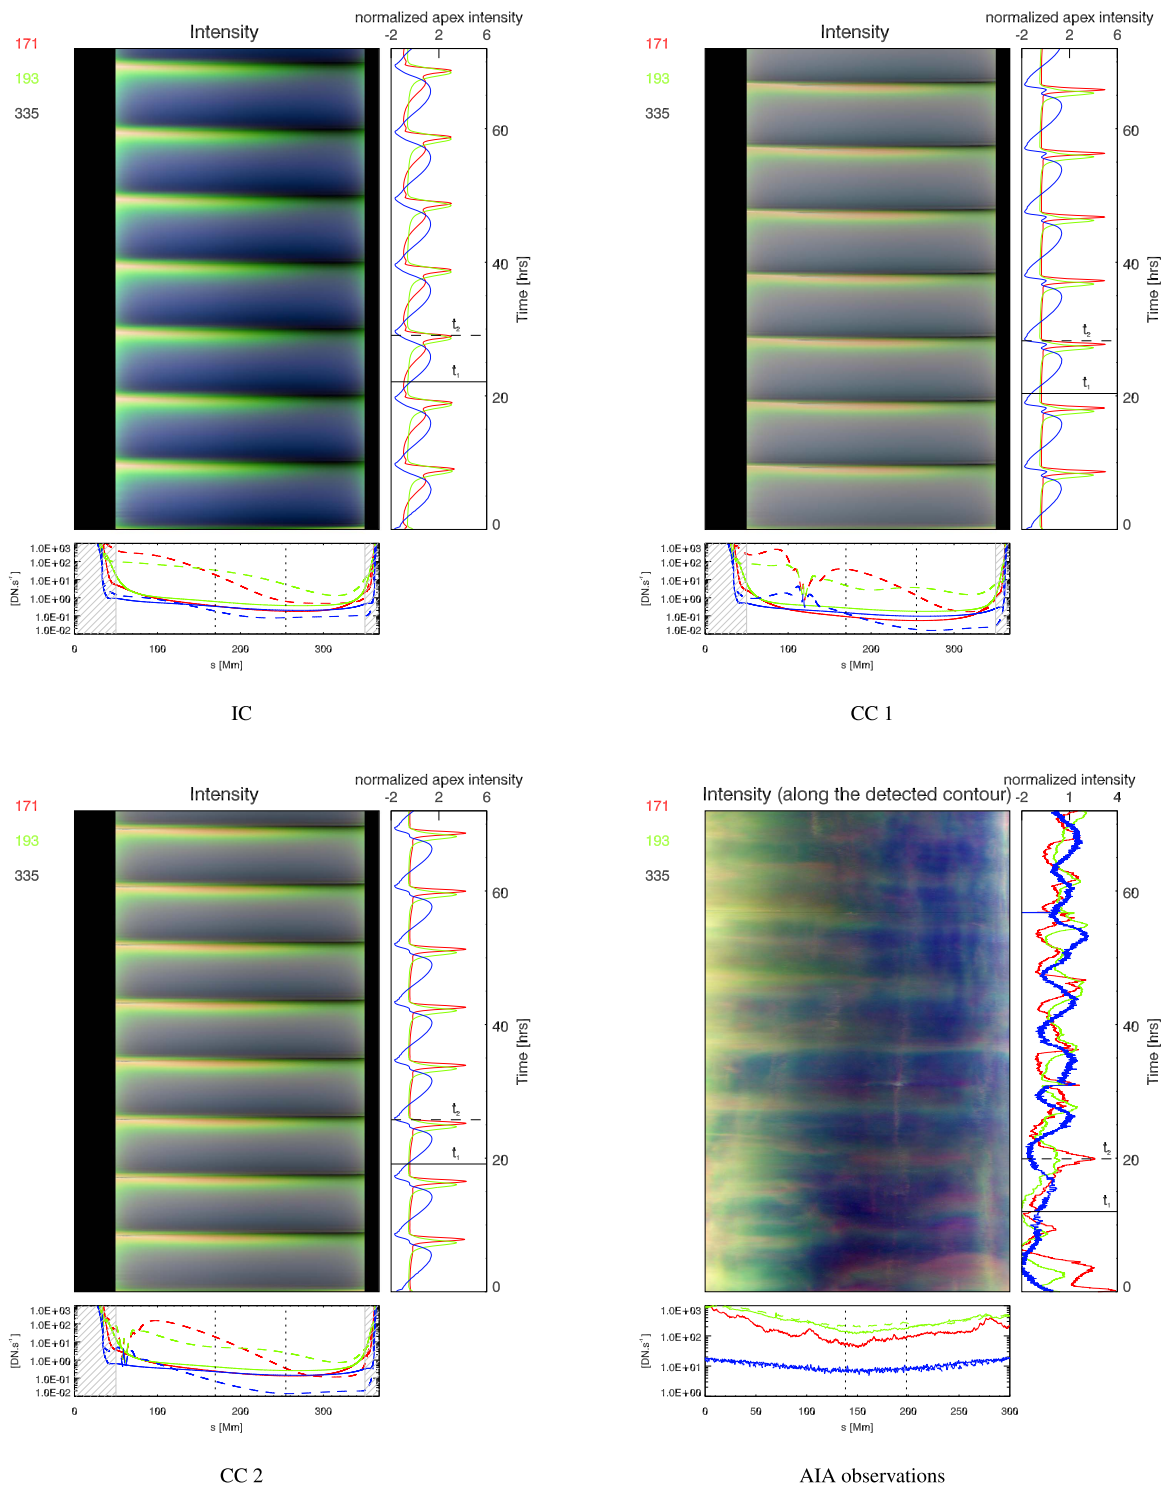 normalized apex intensity
Intensity
-2 2 6
171
193
335
60
40
20
0
Time [hrs]
t2
t1
1.0E+03
1.0E+02
1.0E+01
1.0E+00
1.0E-01
1.0E-02
[DN.s-1]
0 100 200 300
s [Mm]
IC
normalized apex intensity
Intensity
-2 2 6
171
193
335
60
40
20
0
Time [hrs]
t2
t1
1.0E+03
1.0E+02
1.0E+01
1.0E+00
1.0E-01
1.0E-02
[DN.s-1]
0 100 200 300
s [Mm]
CC 1
normalized apex intensity
Intensity
-2 2 6
171
193
335
60
40
20
0
Time [hrs]
t2
t1
1.0E+03
1.0E+02
1.0E+01
1.0E+00
1.0E-01
1.0E-02
[DN.s-1]
0 100 200 300
s [Mm]
CC 2
normalized intensity
Intensity (along the detected contour)
-2 1 4
171
193
335
60
40
20
0
Time [hrs]
t2
t1
1.0E+03
1.0E+02
1.0E+01
1.0E+00
[DN.s-1]
0 50 100 150 200 250 300
s [Mm]
AIA observations